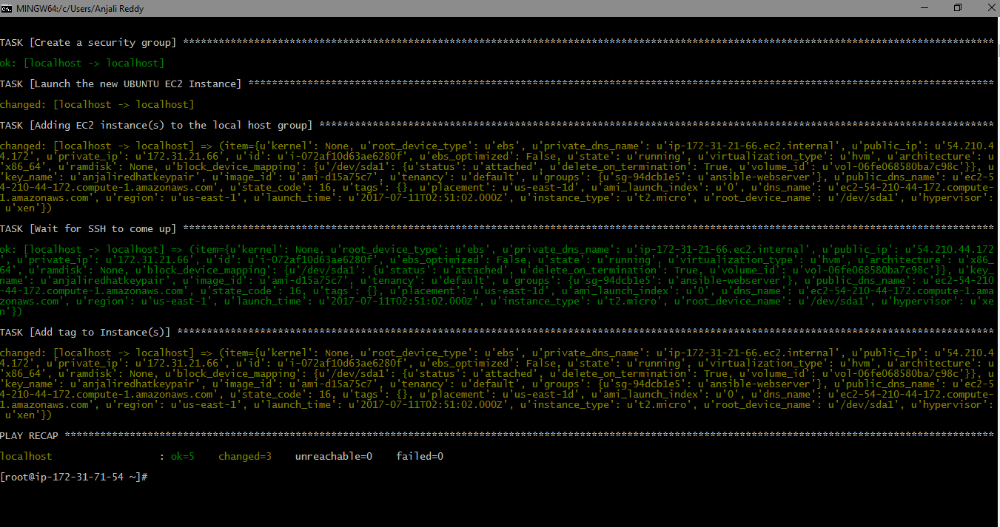 MINGW64:/c/Users/Anjali Reddy
TASK [Create a security group] *****************************************************************************************************************************************
ok: [localhost -> localhost]
TASK [Launch the new UBUNTU EC2 Instance] ******************************************************************************************************************************
changed: [localhost -> localhost]
TASK [Adding EC2 instance(s) to the local host group] ******************************************************************************************************************
changed: [localhost -> localhost] => (item={u'kernel': None, u'root_device_type': u'ebs', u'private_dns_name': u'ip-172-31-21-66.ec2.internal', u'public_ip': u'54.210.4
4.172', u'private_ip': u'172.31.21.66', u'id': u'i-072af10d63ae6280f', u'ebs_optimized': False, u'state': u'running', u'virtualization_type': u'hvm', u'architecture': u
'x86_64', u'ramdisk': None, u'block_device_mapping': {u'/dev/sda1': {u'status': u'attached', u'delete_on_termination': True, u'volume_id': u'vol-06fe068580ba7c98c'}}, u
'key_name': u'anjaliredhatkeypair', u'image_id': u'ami-d15a75c7', u'tenancy': u'default', u'groups': {u'sg-94dcb1e5': u'ansible-webserver'}, u'public_dns_name': u'ec2-5
4-210-44-172.compute-1.amazonaws.com', u'state_code': 16, u'tags': {}, u'placement': u'us-east-1d', u'ami_launch_index': u'0', u'dns_name': u'ec2-54-210-44-172.compute-
1.amazonaws.com', u'region': u'us-east-1', u'launch_time': u'2017-07-11T02:51:02.000Z', u'instance_type': u't2.micro', u'root_device_name': u'/dev/sda1', u'hypervisor':
u'xen'})
TASK [Wait for SSH to come up] *****************************************************************************************************************************************
ok: [localhost -> localhost] => (item={u'kernel': None, u'root_device_type': u'ebs', u'private_dns_name': u'ip-172-31-21-66.ec2.internal', u'public_ip': u'54.210.44.172
', u'private_ip': u'172.31.21.66', u'id': u'i-072af10d63ae6280f', u'ebs_optimized': False, u'state': u'running', u'virtualization_type': u'hvm', u'architecture': u'x86_
64', u'ramdisk': None, u'block_device_mapping': {u'/dev/sda1': {u'status': u'attached', u'delete_on_termination': True, u'volume_id': u'vol-06fe068580ba7c98c'}}, u'key_
name': u'anjaliredhatkeypair', u'image_id': u'ami-d15a75c7', u'tenancy': u'default', u'groups': {u'sg-94dcb1e5': u'ansible-webserver'}, u'public_dns_name': u'ec2-54-210
-44-172.compute-1.amazonaws.com', u'state_code': 16, u'tags': {}, u'placement': u'us-east-1d', u'ami_launch_index': u'0', u'dns_name': u'ec2-54-210-44-172.compute-1.ama
zonaws.com', u'region': u'us-east-1', u'launch_time': u'2017-07-11T02:51:02.000Z', u'instance_type': u't2.micro', u'root_device_name': u'/dev/sda1', u'hypervisor': u'xe
n'})
TASK [Add tag to Instance(s)] ******************************************************************************************************************************************
changed: [localhost -> localhost] => (item={u'kernel': None, u'root_device_type': u'ebs', u'private_dns_name': u'ip-172-31-21-66.ec2.internal', u'public_ip': u'54.210.4
4.172', u'private_ip': u'172.31.21.66', u'id': u'i-072af10d63ae6280f', u'ebs_optimized': False, u'state': u'running', u'virtualization_type': u'hvm', u'architecture': u
'x86_64', u'ramdisk': None, u'block_device_mapping': {u'/dev/sda1': {u'status': u'attached', u'delete_on_termination': True, u'volume_id': u'vol-06fe068580ba7c98c'}}, u
'key_name': u'anjaliredhatkeypair', u'image_id': u'ami-d15a75c7', u'tenancy': u'default', u'groups': {u'sg-94dcb1e5': u'ansible-webserver'}, u'public_dns_name': u'ec2-5
4-210-44-172.compute-1.amazonaws.com', u'state_code': 16, u'tags': {}, u'placement': u'us-east-1d', u'ami_launch_index': u'0', u'dns_name': u'ec2-54-210-44-172.compute-
1.amazonaws.com', u'region': u'us-east-1', u'launch_time': u'2017-07-11T02:51:02.000Z', u'instance_type': u't2.micro', u'root_device_name': u'/dev/sda1', u'hypervisor':
u'xen'})
PLAY RECAP *************************************************************************************************************************************************************
localhost : ok=5 changed=3 unreachable=0 failed=0
[root@ip-172-31-71-54 ~]#